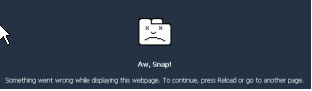 Aw, Snap!
Something went wrong while displaying this webpage. To continue, press Reload or go to another page.